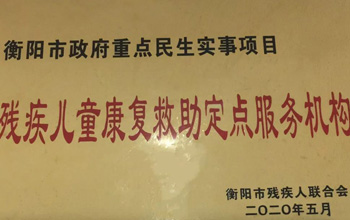 衡阳市政府重点民生实事项目
残疾儿童康复救助定点服务机构
衡阳市残疾人联合会
二〇二〇年五月